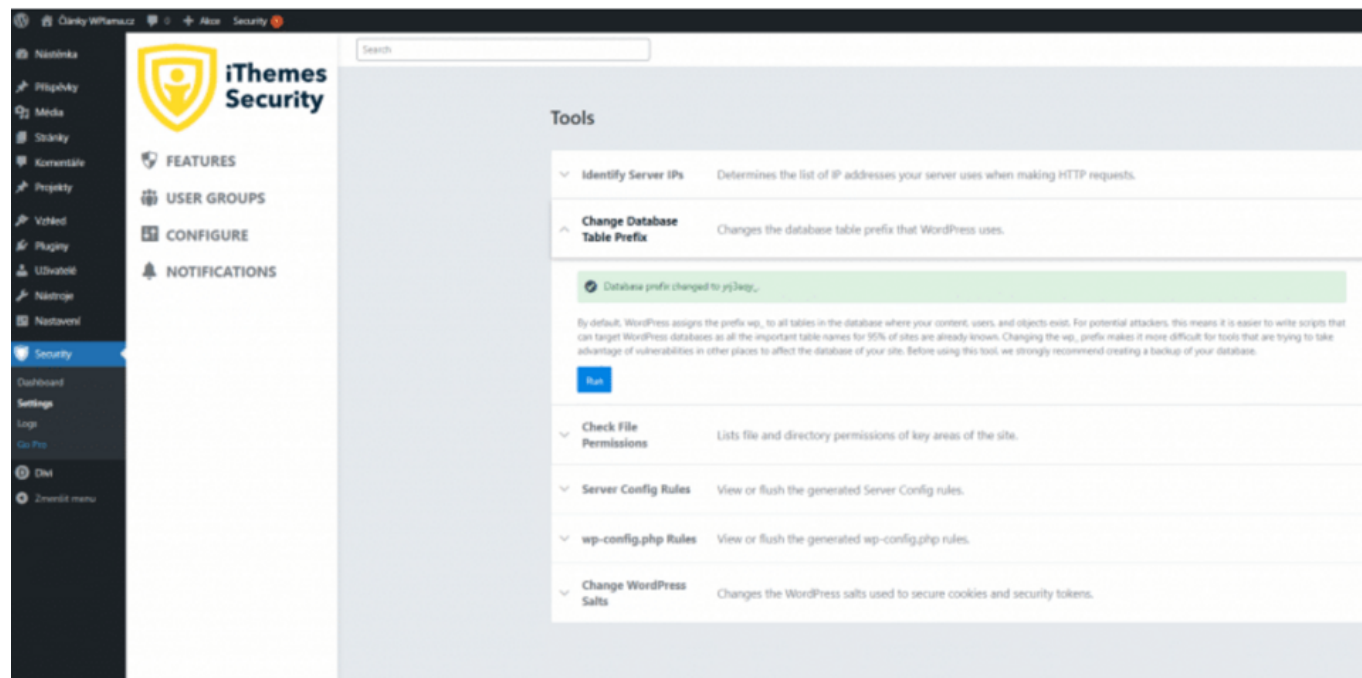 Články WPlama.cz 0 + Akce Security
Nástěnka
Příspěvky
Média
Stránky
Komentáře
Projekty
Vzhled
Pluginy
Uživatelé
Nástroje
Nastavení
Security
Dashboard
Settings
Logs
Go Pro
Divi
Zmenšit menu
iThemes
Security
FEATURES
USER GROUPS
CONFIGURE
NOTIFICATIONS
Search
Tools
Identify Server IPs Determines the list of IP addresses your server uses when making HTTP requests.
Change Database
Table Prefix
Changes the database table prefix that WordPress uses.
Database prefix changed to
By default, WordPress assigns the prefix wp_ to all tables in the database where your content, users, and objects exist. For potential attackers, this means it is easier to write scripts that
can target WordPress databases as all the important table names for 95% of sites are already known. Changing the wp_ prefix makes it more difficult for tools that are trying to take
advantage of vulnerabilities in other places to affect the database of your site. Before using this tool, we strongly recommend creating a backup of your database.
Run
Check File
Permissions
Lists file and directory permissions of key areas of the site.
Server Config Rules View or flush the generated Server Config rules.
wp-config.php Rules View or flush the generated wp-config.php rules.
Change WordPress
Salts
Changes the WordPress salts used to secure cookies and security tokens.